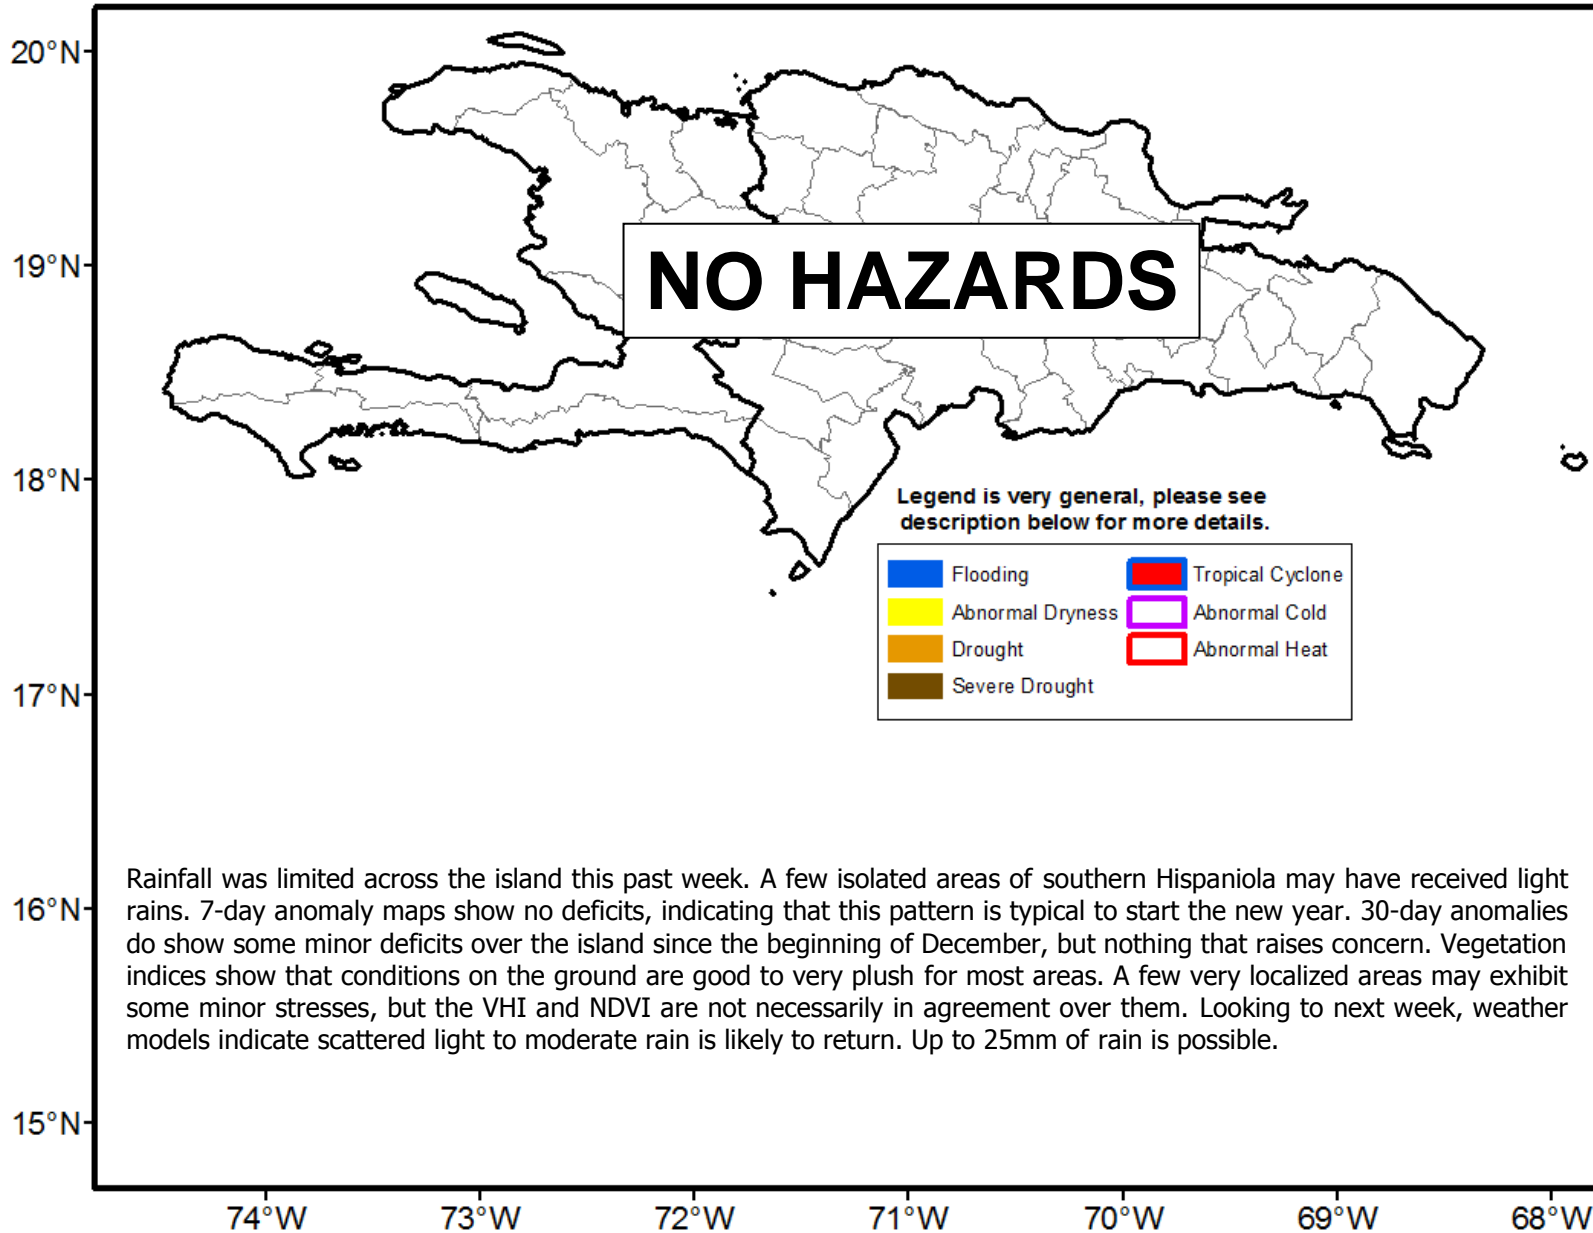 20°N
19°N
18°N
17°N
16°N
15°N
NO HAZARDS
Legend is very general, please see
description below for more details.
Flooding
Tropical Cyclone
Abnormal Dryness
Abnormal Cold
Drought
Abnormal Heat
Severe Drought
Rainfall was limited across the island this past week. A few isolated areas of southern Hispaniola may have received light
rains. 7-day anomaly maps show no deficits, indicating that this pattern is typical to start the new year. 30-day anomalies
do show some minor deficits over the island since the beginning of December, but nothing that raises concern. Vegetation
indices show that conditions on the ground are good to very plush for most areas. A few very localized areas may exhibit
some minor stresses, but the VHI and NDVI are not necessarily in agreement over them. Looking to next week, weather
models indicate scattered light to moderate rain is likely to return. Up to 25mm of rain is possible.
74°W
73°W
72°W
71°W
70°W
69°W
68°W